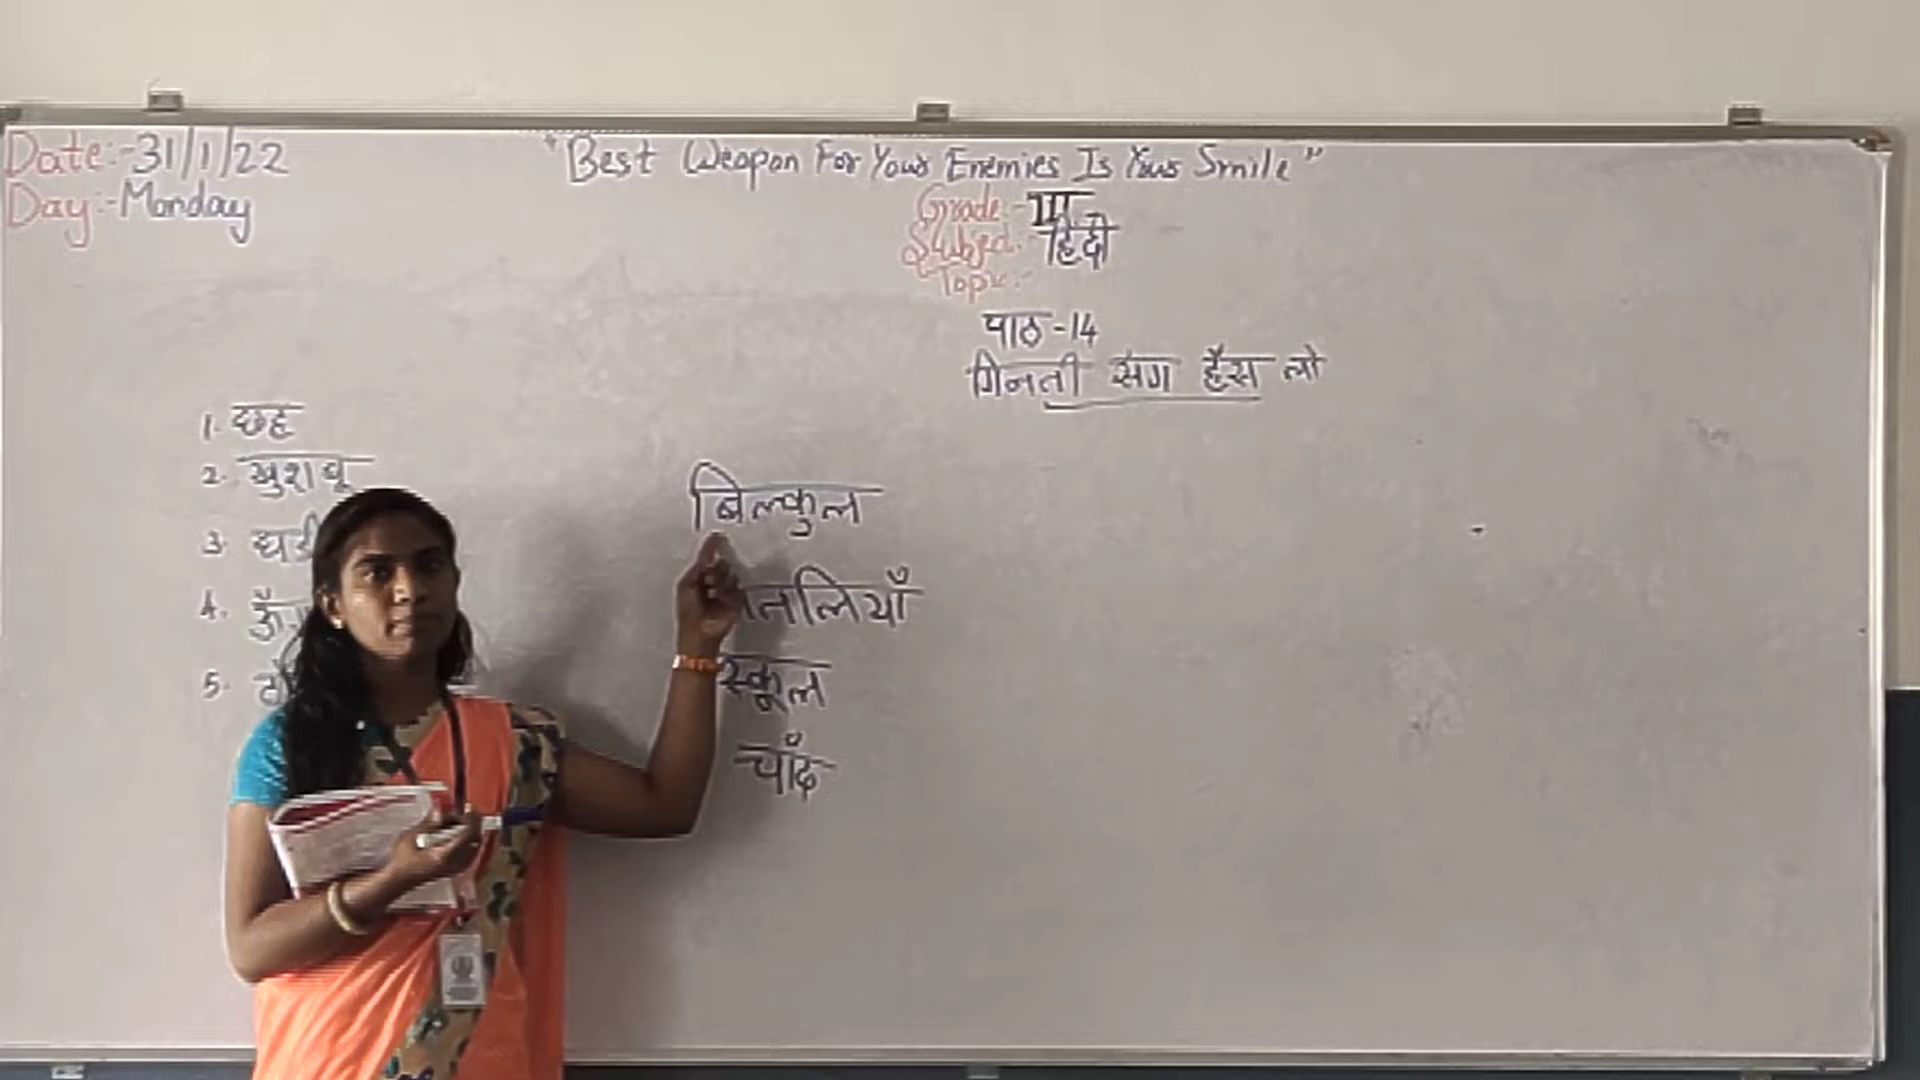 Date:-31/1/22
Day:-Monday
"Best Weapon For Your Enemies Is Your Smile"
Grade:-III
Subject:-हिंदी
Topic:-
पाठ-14
गिनती संग हँस लो
1. छह
2. खुशबू
3.
4.
5.
बिल्कुल
स्कूल
चाँद